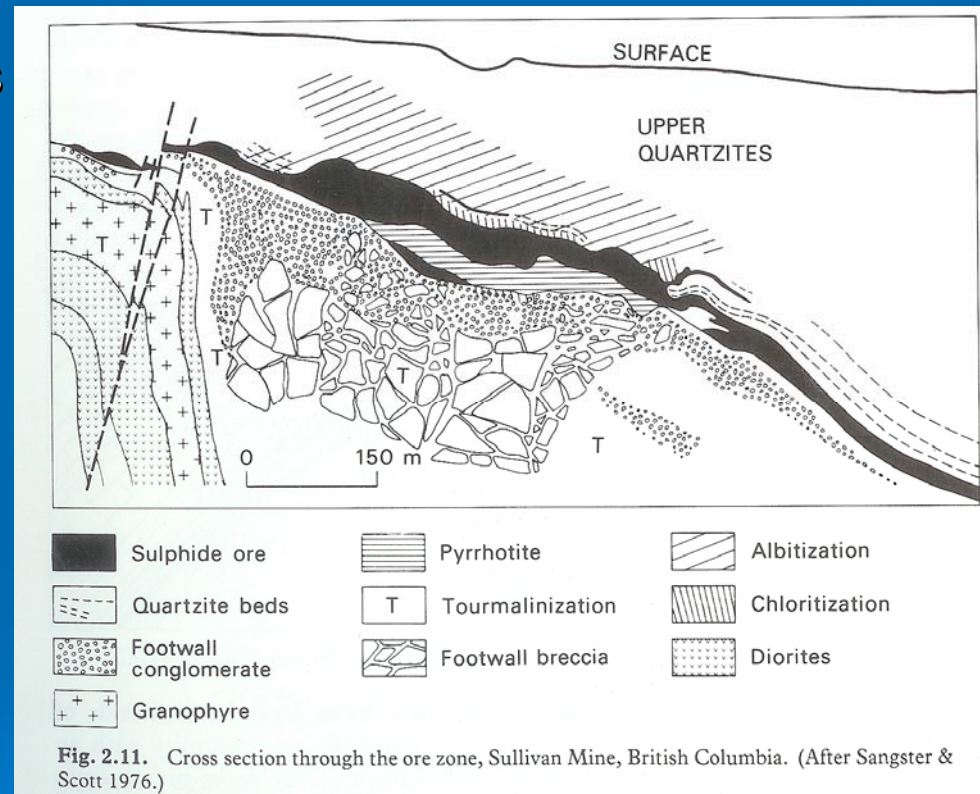 SURFACE
UPPER
QUARTZITES
T
T
T
T
T
0 150 m
Sulphide ore
Pyrrhotite
Albitization
Quartzite beds
T Tourmalinization
Chloritization
Footwall
conglomerate
Footwall breccia
Diorites
Granophyre
Fig. 2.11. Cross section through the ore zone, Sullivan Mine, British Columbia. (After Sangster &
Scott 1976.)